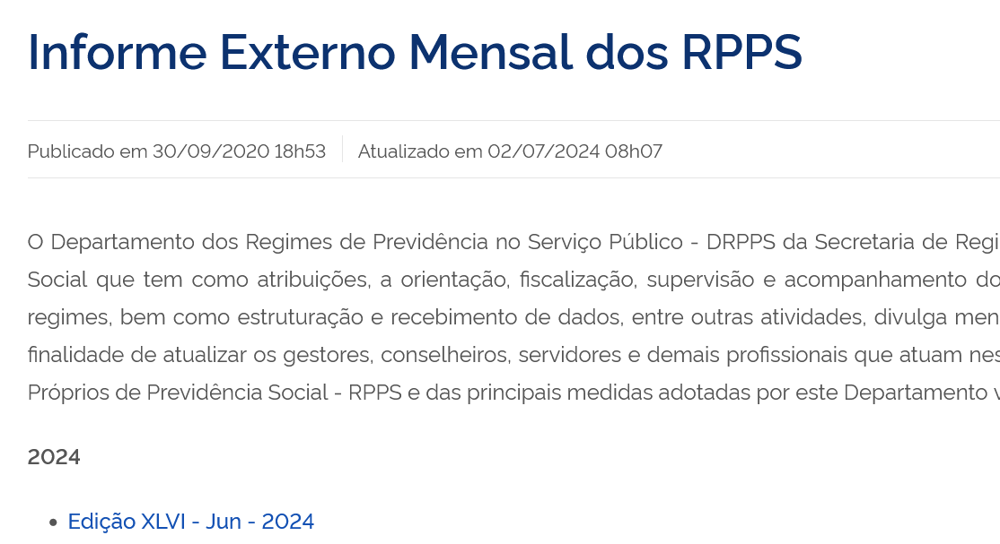 Informe Externo Mensal dos RPPS
Publicado em 30/09/2020 18h53 Atualizado em 02/07/2024 08h07
O Departamento dos Regimes de Previdência no Serviço Público - DRPPS da Secretaria de
Social que tem como atribuições, a orientação, fiscalização, supervisão e acompanhamento
regimes, bem como estruturação e recebimento de dados, entre outras atividades, divulga
finalidade de atualizar os gestores, conselheiros, servidores e demais profissionais que atuam
Próprios de Previdência Social - RPPS e das principais medidas adotadas por este Departamento
2024
Edição XLVI - Jun - 2024